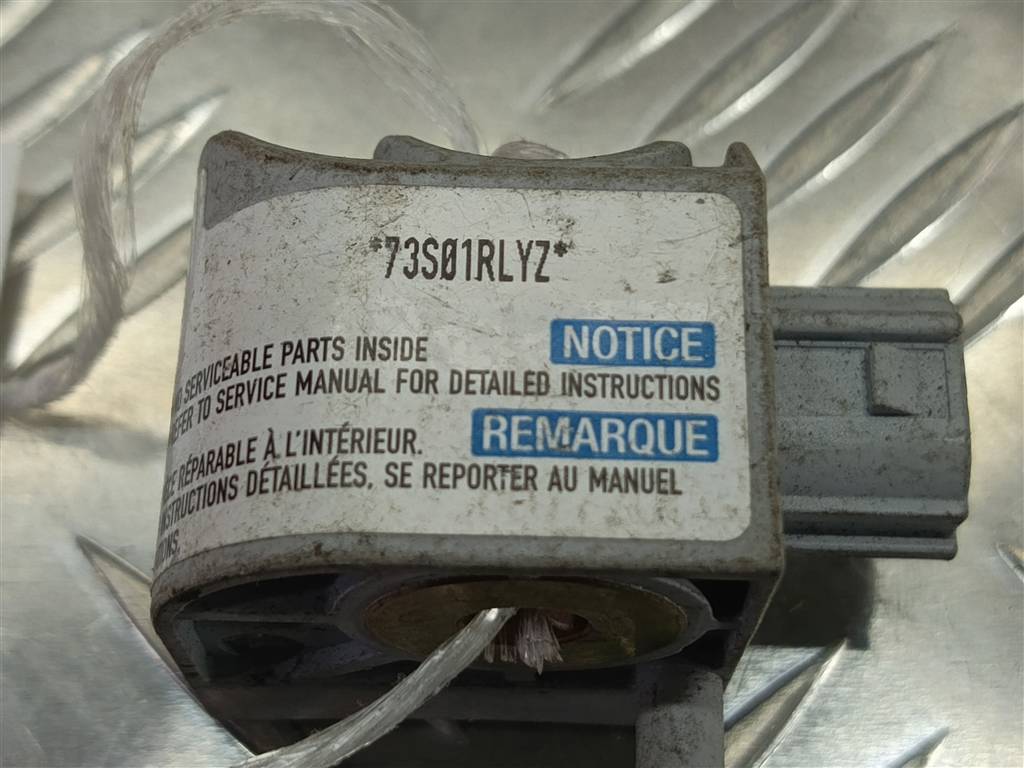 *73S01RLYZ*
NOTICE
SERVICEABLE PARTS INSIDE
REFER TO SERVICE MANUAL FOR DETAILED INSTRUCTIONS
REMARQUE
RÉPARABLE À L'INTÉRIEUR.
INSTRUCTIONS DÉTAILLÉES, SE REPORTER AU MANUEL